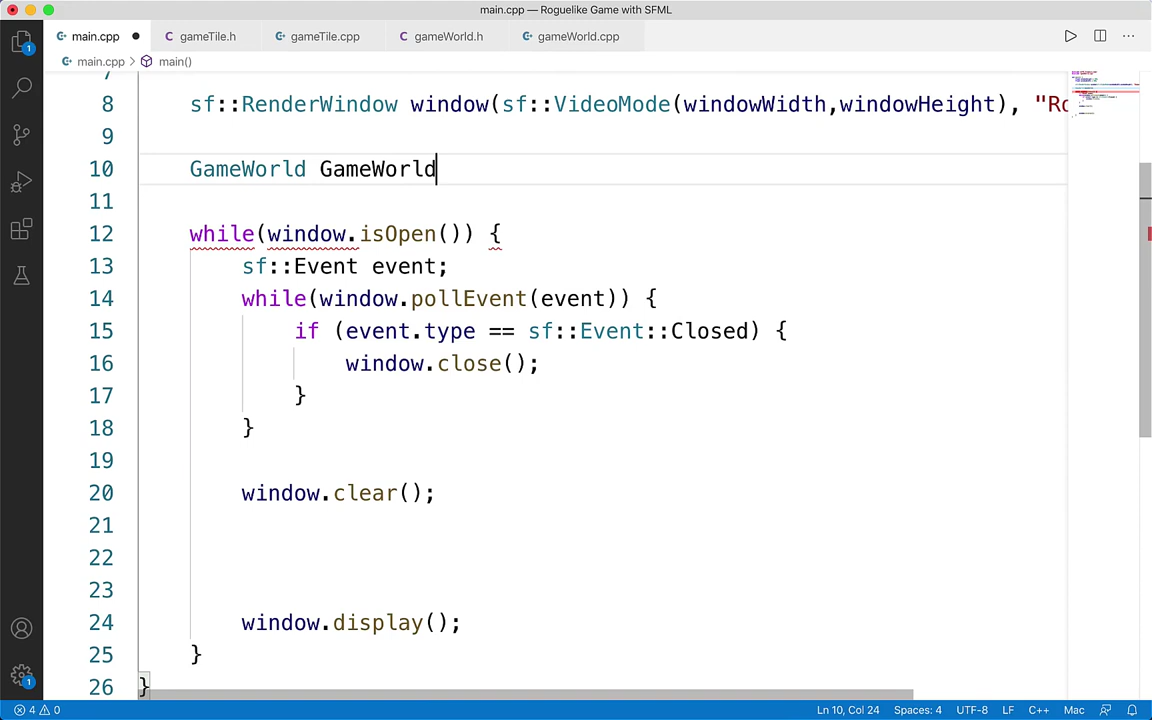 main.cpp — Roguelike Game with SFML
main.cpp gameTile.h gameTile.cpp gameWorld.h gameWorld.cpp
main.cpp > main()
7
8 sf::RenderWindow window(sf::VideoMode(windowWidth,windowHeight), "Ro
9
10 GameWorld GameWorld
11
12 while(window.isOpen()) {
13 sf::Event event;
14 while(window.pollEvent(event)) {
15 if (event.type == sf::Event::Closed) {
16 window.close();
17 }
18 }
19
20 window.clear();
21
22
23
24 window.display();
25 }
26 }
4 0 Ln 10, Col 24 Spaces: 4 UTF-8 LF C++ Mac